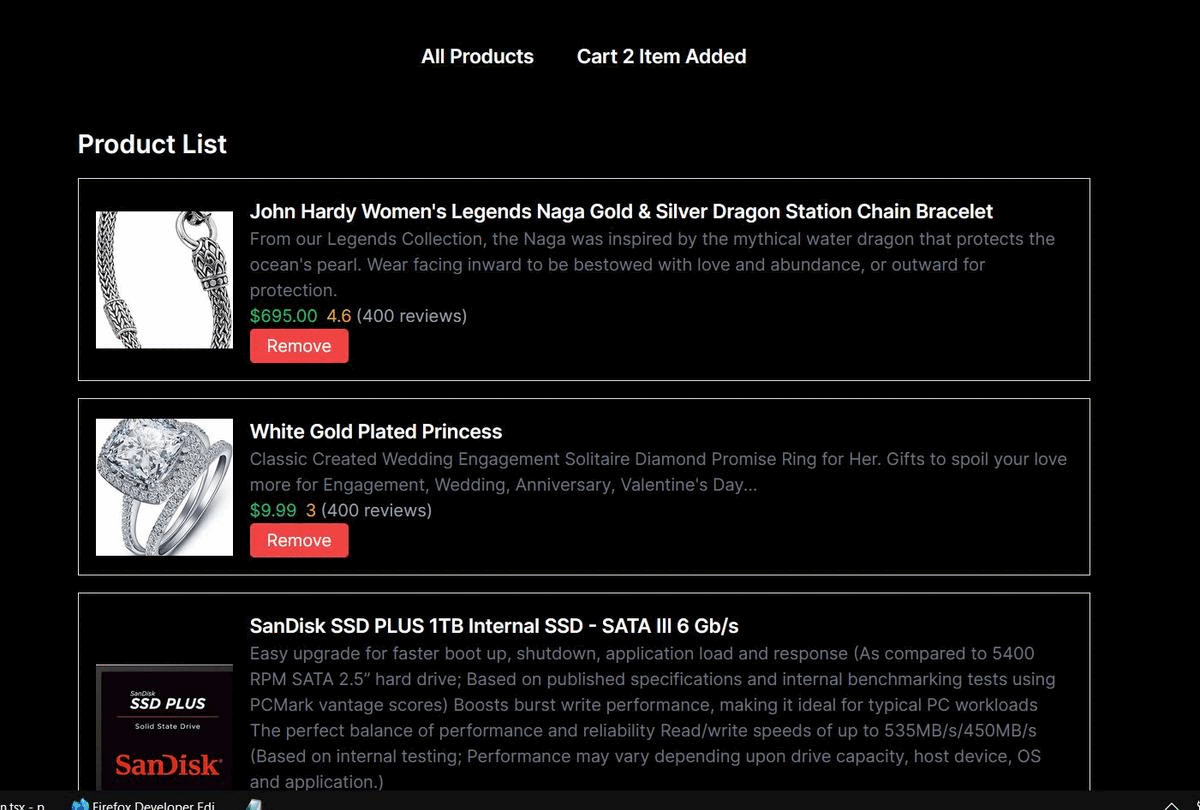 All Products Cart 2 Item Added
Product List
John Hardy Women's Legends Naga Gold & Silver Dragon Station Chain Bracelet
From our Legends Collection, the Naga was inspired by the mythical water dragon that protects the
ocean's pearl. Wear facing inward to be bestowed with love and abundance, or outward for
protection.
$695.00 4.6 (400 reviews)
Remove
White Gold Plated Princess
Classic Created Wedding Engagement Solitaire Diamond Promise Ring for Her. Gifts to spoil your love
more for Engagement, Wedding, Anniversary, Valentine's Day...
$9.99 3 (400 reviews)
Remove
SanDisk SSD PLUS 1TB Internal SSD - SATA III 6 Gb/s
Easy upgrade for faster boot up, shutdown, application load and response (As compared to 5400
RPM SATA 2.5” hard drive; Based on published specifications and internal benchmarking tests using
PCMark vantage scores) Boosts burst write performance, making it ideal for typical PC workloads
The perfect balance of performance and reliability Read/write speeds of up to 535MB/s/450MB/s
(Based on internal testing; Performance may vary depending upon drive capacity, host device, OS
and application.)
SanDisk
SSD PLUS
Solid State Drive
SanDisk
n.tsx - n Firefox Developer Edi